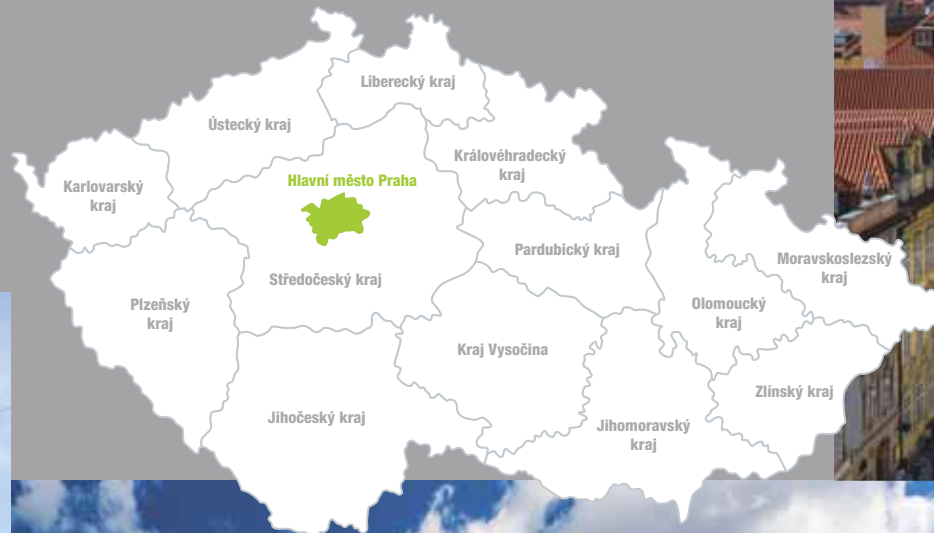 Liberecký kraj
Ústecký kraj
Královéhradecký
kraj
Hlavní město Praha
Karlovarský
kraj
Pardubický kraj
Moravskoslezský
kraj
Středočeský kraj
Olomoucký
kraj
Plzeňský
kraj
Kraj Vysočina
Zlínský kraj
Jihočeský kraj
Jihomoravský
kraj